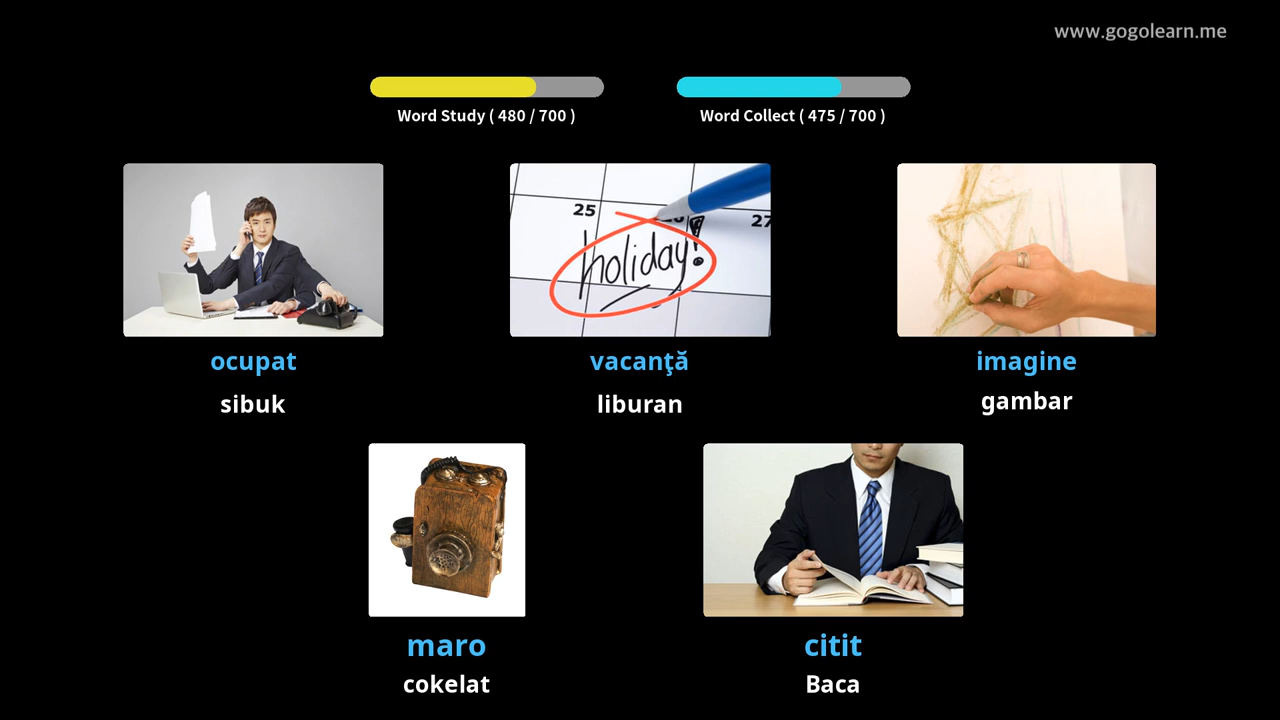 www.gogolearn.me
Word Study ( 480 / 700 )
Word Collect ( 475 / 700 )
25
27
holiday!
ocupat
vacanţă
imagine
sibuk
liburan
gambar
maro
citit
cokelat
Baca